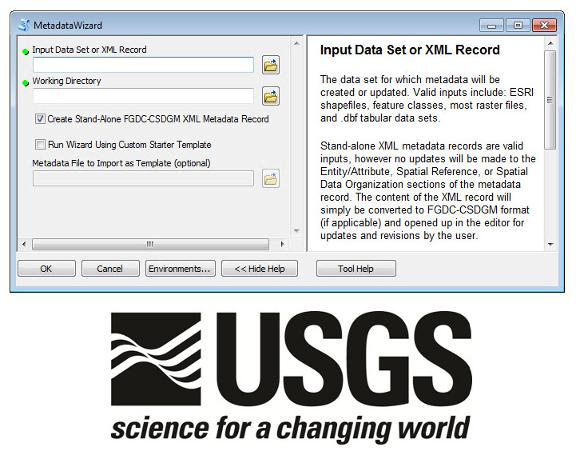 MetadataWizard
Input Data Set or XML Record
Working Directory
Create Stand-Alone FGDC-CSDGM XML Metadata Record
Run Wizard Using Custom Starter Template
Metadata File to Import as Template (optional)
OK
Cancel
Environments...
<< Hide Help
Tool Help
Input Data Set or XML Record
The data set for which metadata will be
created or updated. Valid inputs include: ESRI
shapefiles, feature classes, most raster files,
and .dbf tabular data sets.
Stand-alone XML metadata records are valid
inputs, however no updates will be made to the
Entity/Attribute, Spatial Reference, or Spatial
Data Organization sections of the metadata
record. The content of the XML record will
simply be converted to FGDC-CSDGM format
(if applicable) and opened up in the editor for
updates and revisions by the user.
USGS
science for a changing world